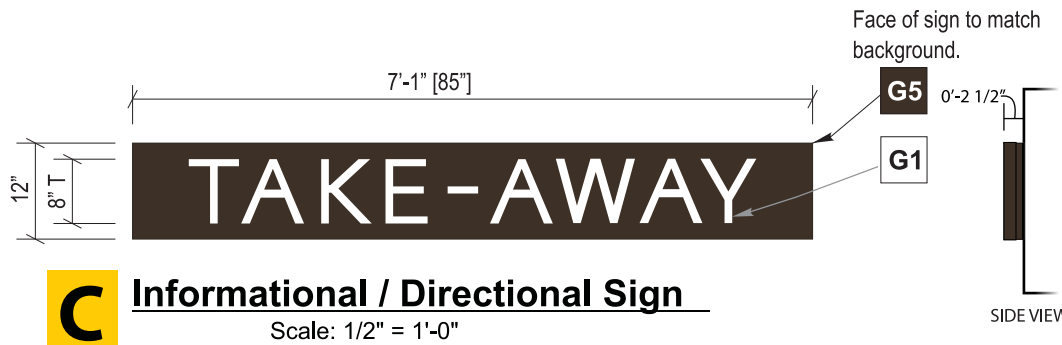 Face of sign to match
background.
7’-1” [85”]
G5
0’-2 1/2”
12”
8” T
TAKE-AWAY
G1
C
Informational / Directional Sign
Scale: 1/2" = 1'-0"
SIDE VIEW